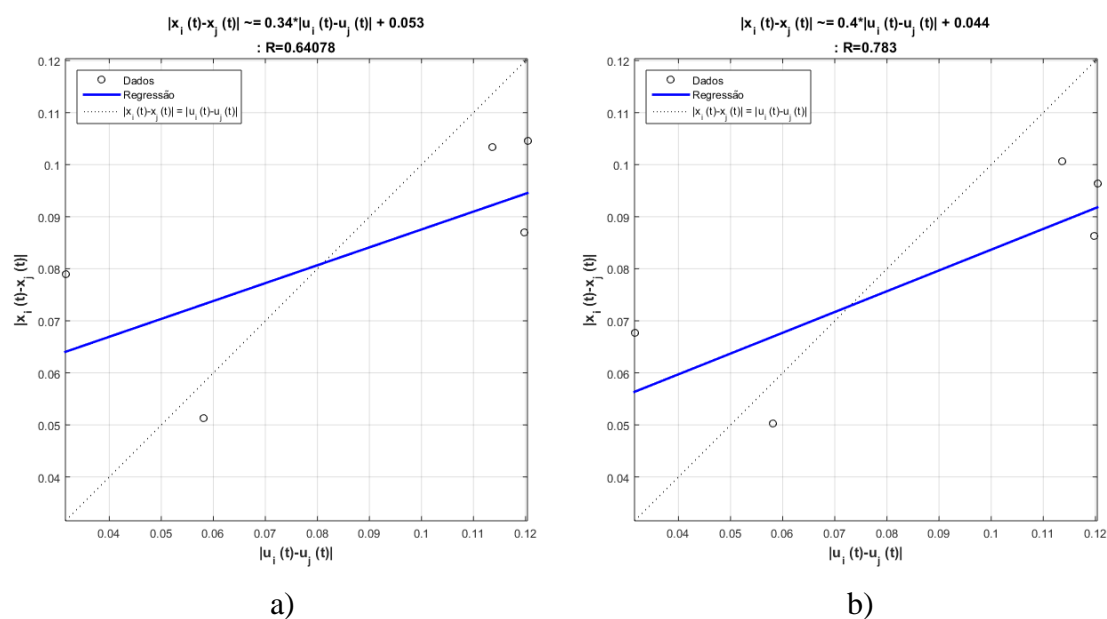 |x_i (t)-x_j (t)| ~= 0.34*|u_i (t)-u_j (t)| + 0.053
: R=0.64078
Dados
Regressão
|x_i (t)-x_j (t)| = |u_i (t)-u_j (t)|
0.12
0.11
0.1
0.09
0.08
0.07
0.06
0.05
0.04
|x_i (t)-x_j (t)|
0.04 0.05 0.06 0.07 0.08 0.09 0.1 0.11 0.12
|u_i (t)-u_j (t)|
a)
|x_i (t)-x_j (t)| ~= 0.4*|u_i (t)-u_j (t)| + 0.044
: R=0.783
Dados
Regressão
|x_i (t)-x_j (t)| = |u_i (t)-u_j (t)|
0.12
0.11
0.1
0.09
0.08
0.07
0.06
0.05
0.04
|x_i (t)-x_j (t)|
0.04 0.05 0.06 0.07 0.08 0.09 0.1 0.11 0.12
|u_i (t)-u_j (t)|
b)